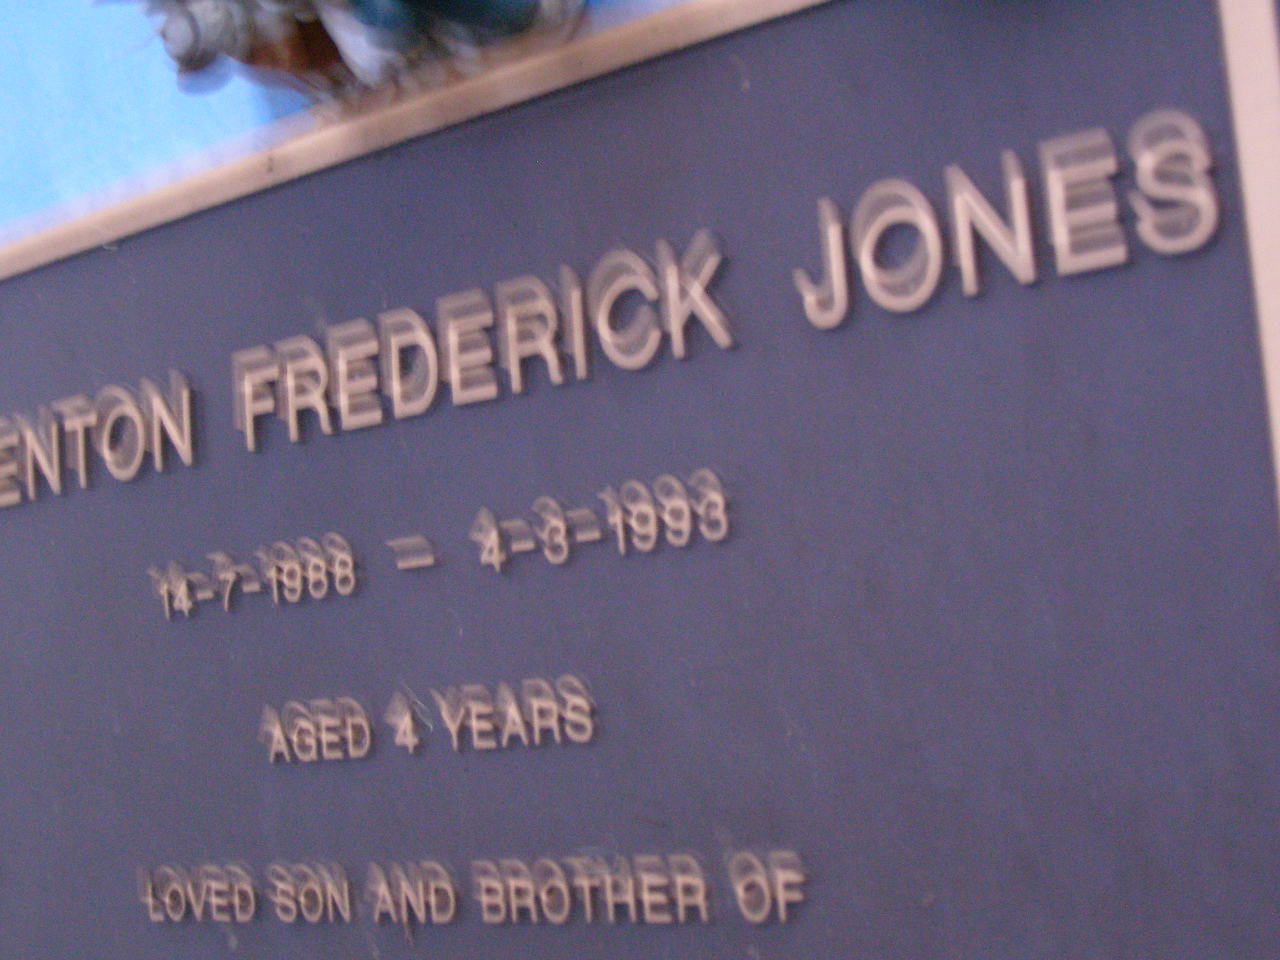 ENTON FREDERICK JONES
14-7-1988 - 4-3-1993
AGED 4 YEARS
LOVED SON AND BROTHER OF